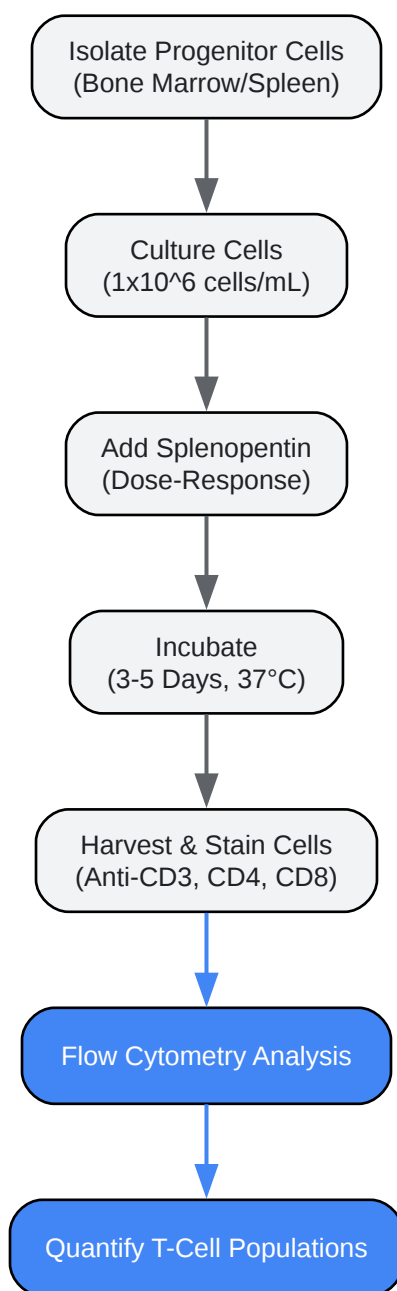 Isolate Progenitor Cells
(Bone Marrow/Spleen)
Culture Cells
(1x10^6 cells/mL)
Add Splenopentin
(Dose-Response)
Incubate
(3-5 Days, 37°C)
Harvest & Stain Cells
(Anti-CD3, CD4, CD8)
Flow Cytometry Analysis
Quantify T-Cell Populations